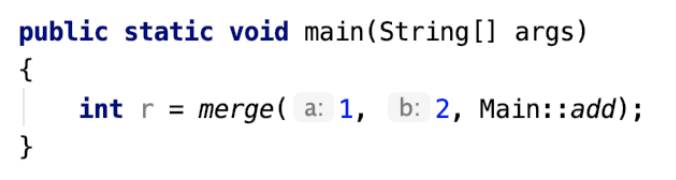 public static void main(String[] args)
{
    int r = merge( a: 1, b: 2, Main::add);
}